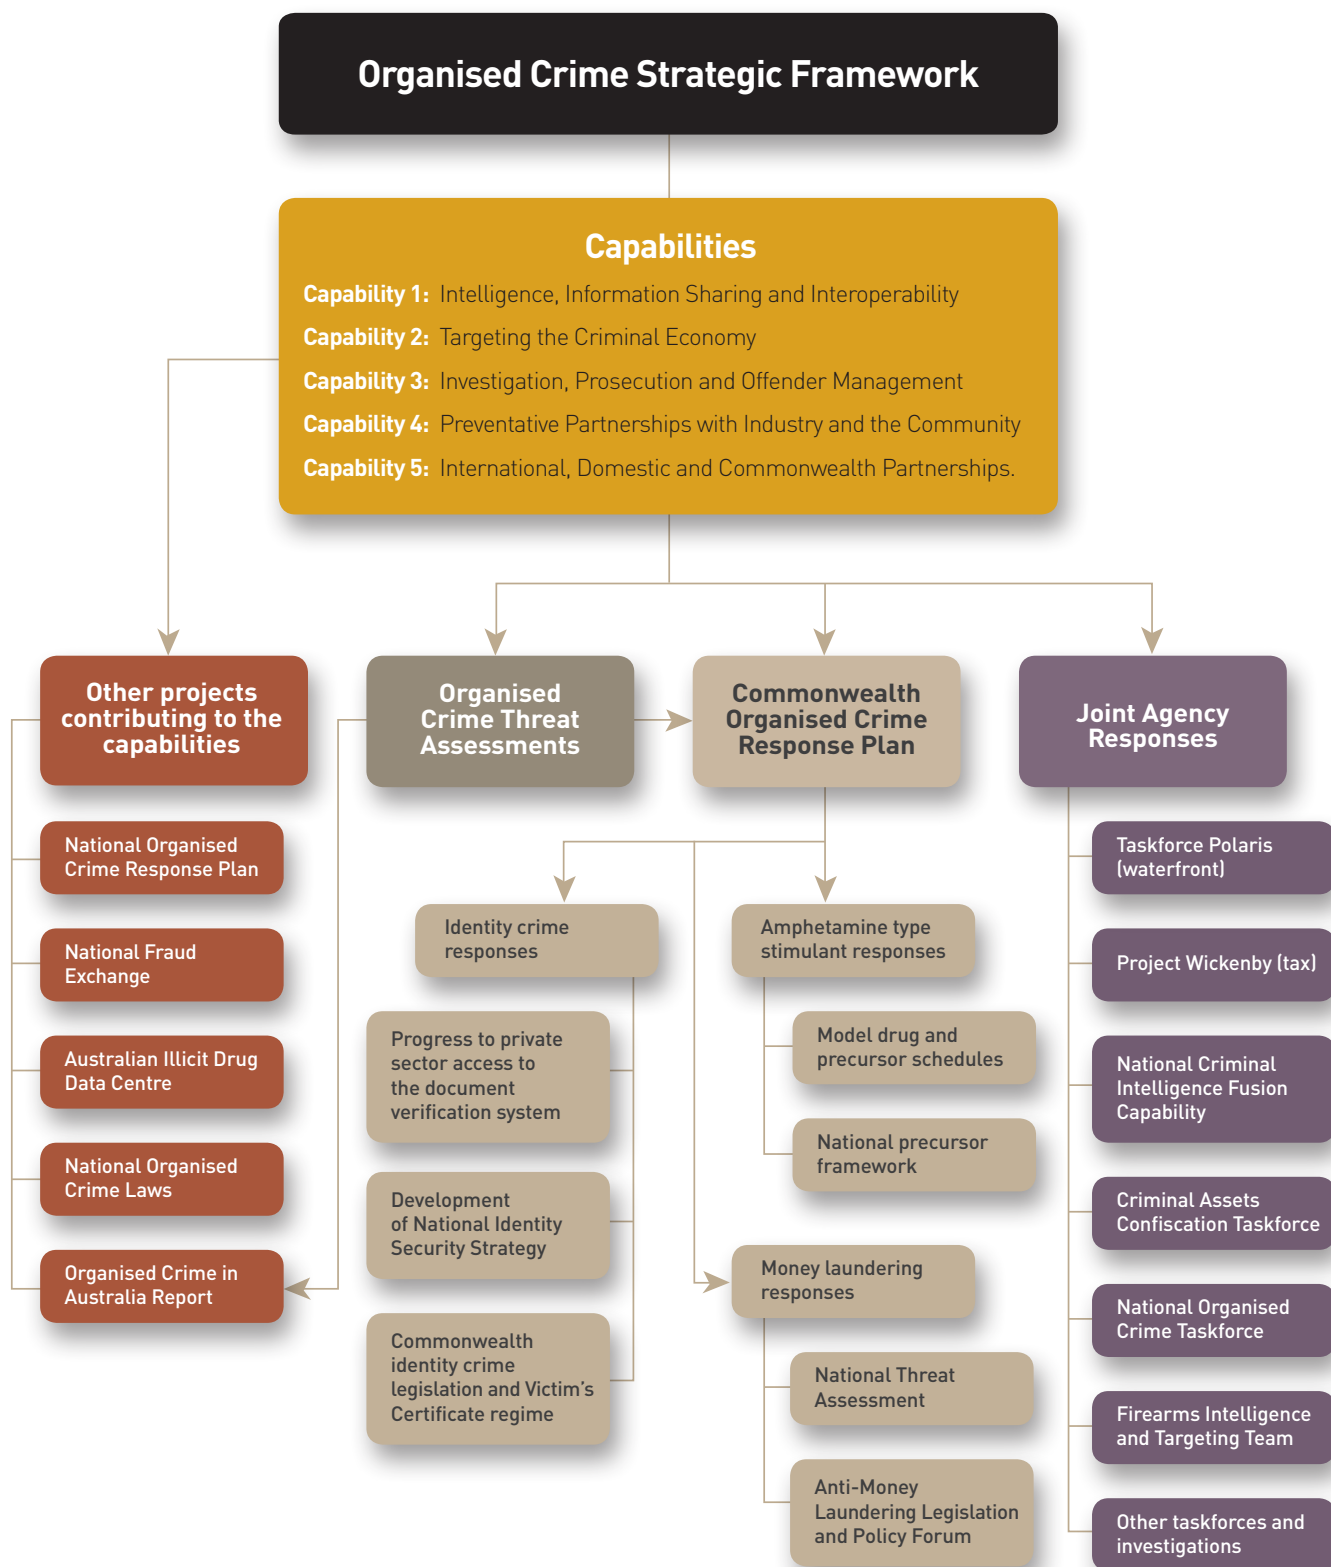 Organised Crime Strategic Framework
Capabilities
Capability 1: Intelligence, Information Sharing and Interoperability
Capability 2: Targeting the Criminal Economy
Capability 3: Investigation, Prosecution and Offender Management
Capability 4: Preventative Partnerships with Industry and the Community
Capability 5: International, Domestic and Commonwealth Partnerships.
Other projects
contributing to the
capabilities
National Organised
Crime Response Plan
National Fraud
Exchange
Australian Illicit Drug
Data Centre
National Organised
Crime Laws
Organised Crime in
Australia Report
Organised
Crime Threat
Assessments
Commonwealth
Organised Crime
Response Plan
Identity crime
responses
Progress to private
sector access to
the document
verification system
Development
of National Identity
Security Strategy
Commonwealth
identity crime
legislation and Victim's
Certificate regime
Amphetamine type
stimulant responses
Model drug and
precursor schedules
National precursor
framework
Money laundering
responses
National Threat
Assessment
Anti-Money
Laundering Legislation
and Policy Forum
Joint Agency
Responses
Taskforce Polaris
(waterfront)
Project Wickenby (tax)
National Criminal
Intelligence Fusion
Capability
Criminal Assets
Confiscation Taskforce
National Organised
Crime Taskforce
Firearms Intelligence
and Targeting Team
Other taskforces and
investigations